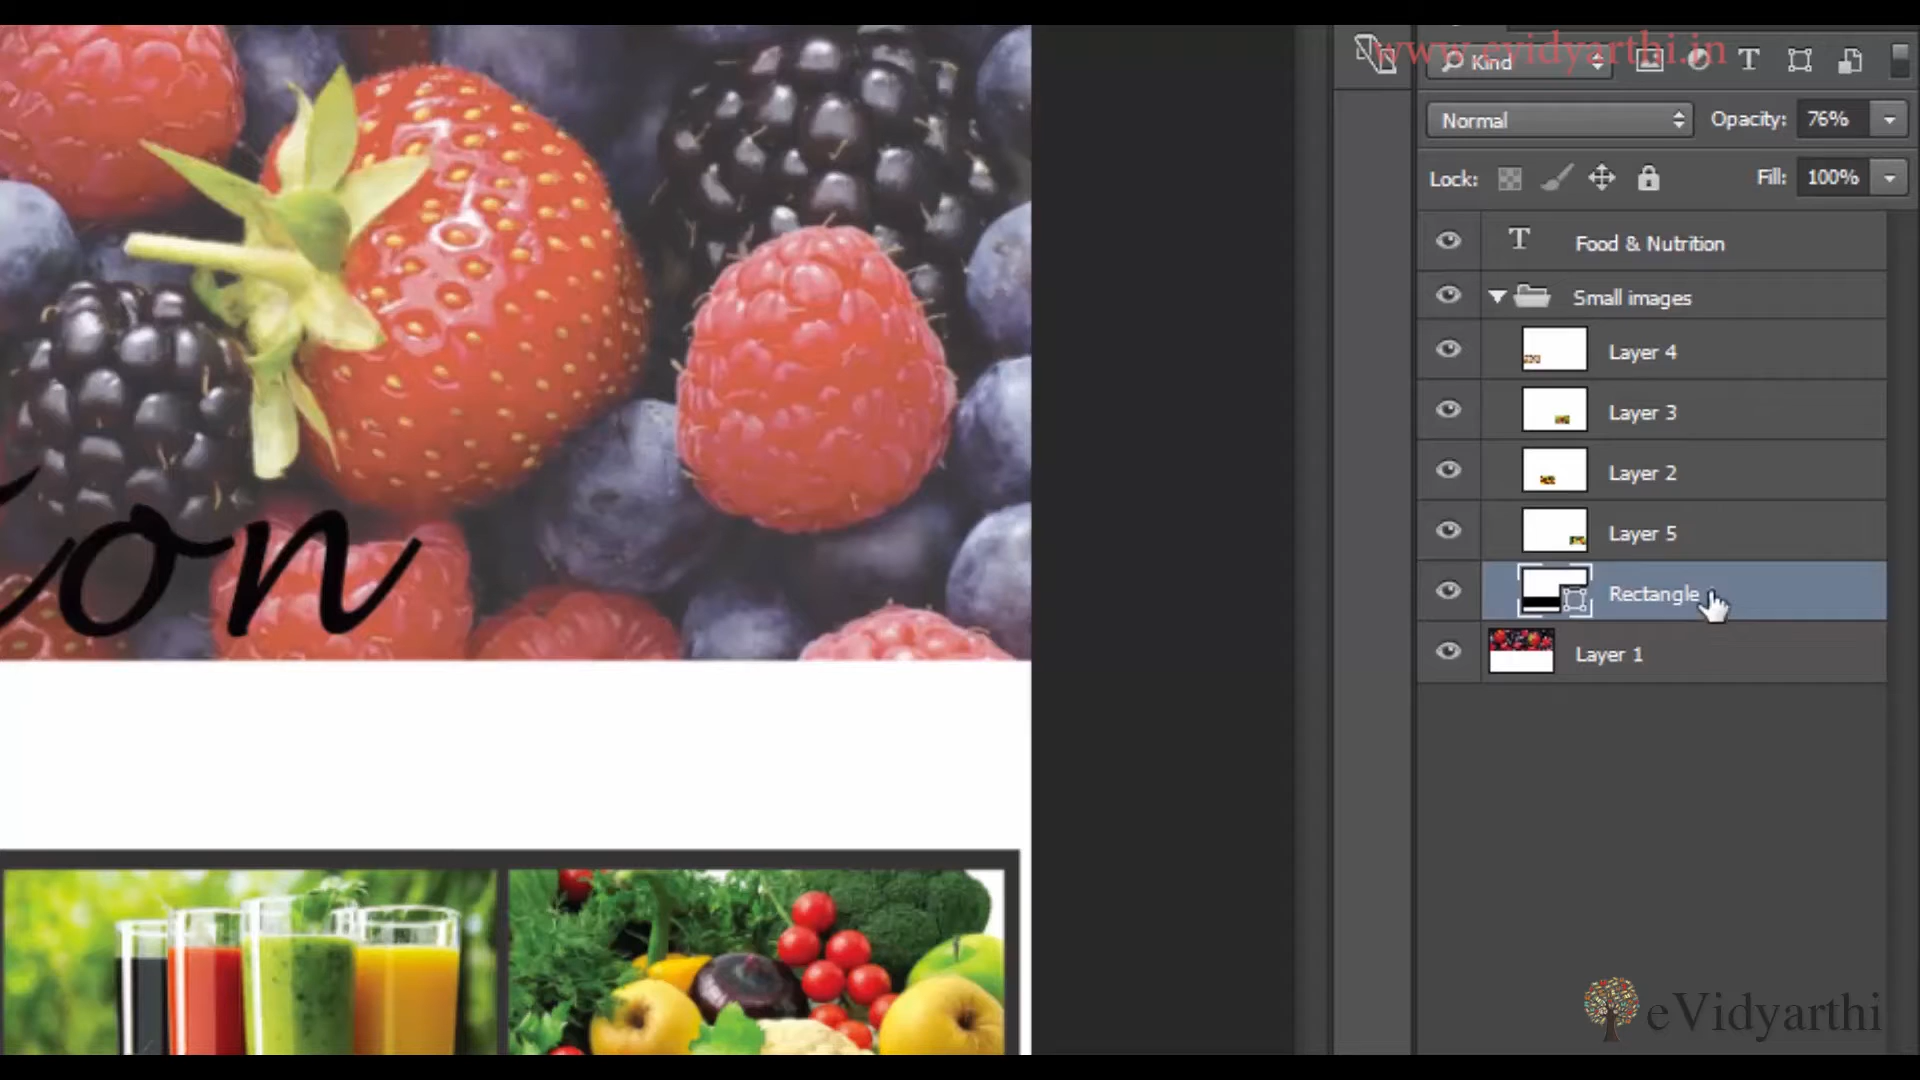 www.evidyarthi.in
Kind
Normal
Opacity: 76%
Lock:
Fill: 100%
T Food & Nutrition
Small images
Layer 4
Layer 3
Layer 2
Layer 5
Rectangle
Layer 1
on
eVidyarthi